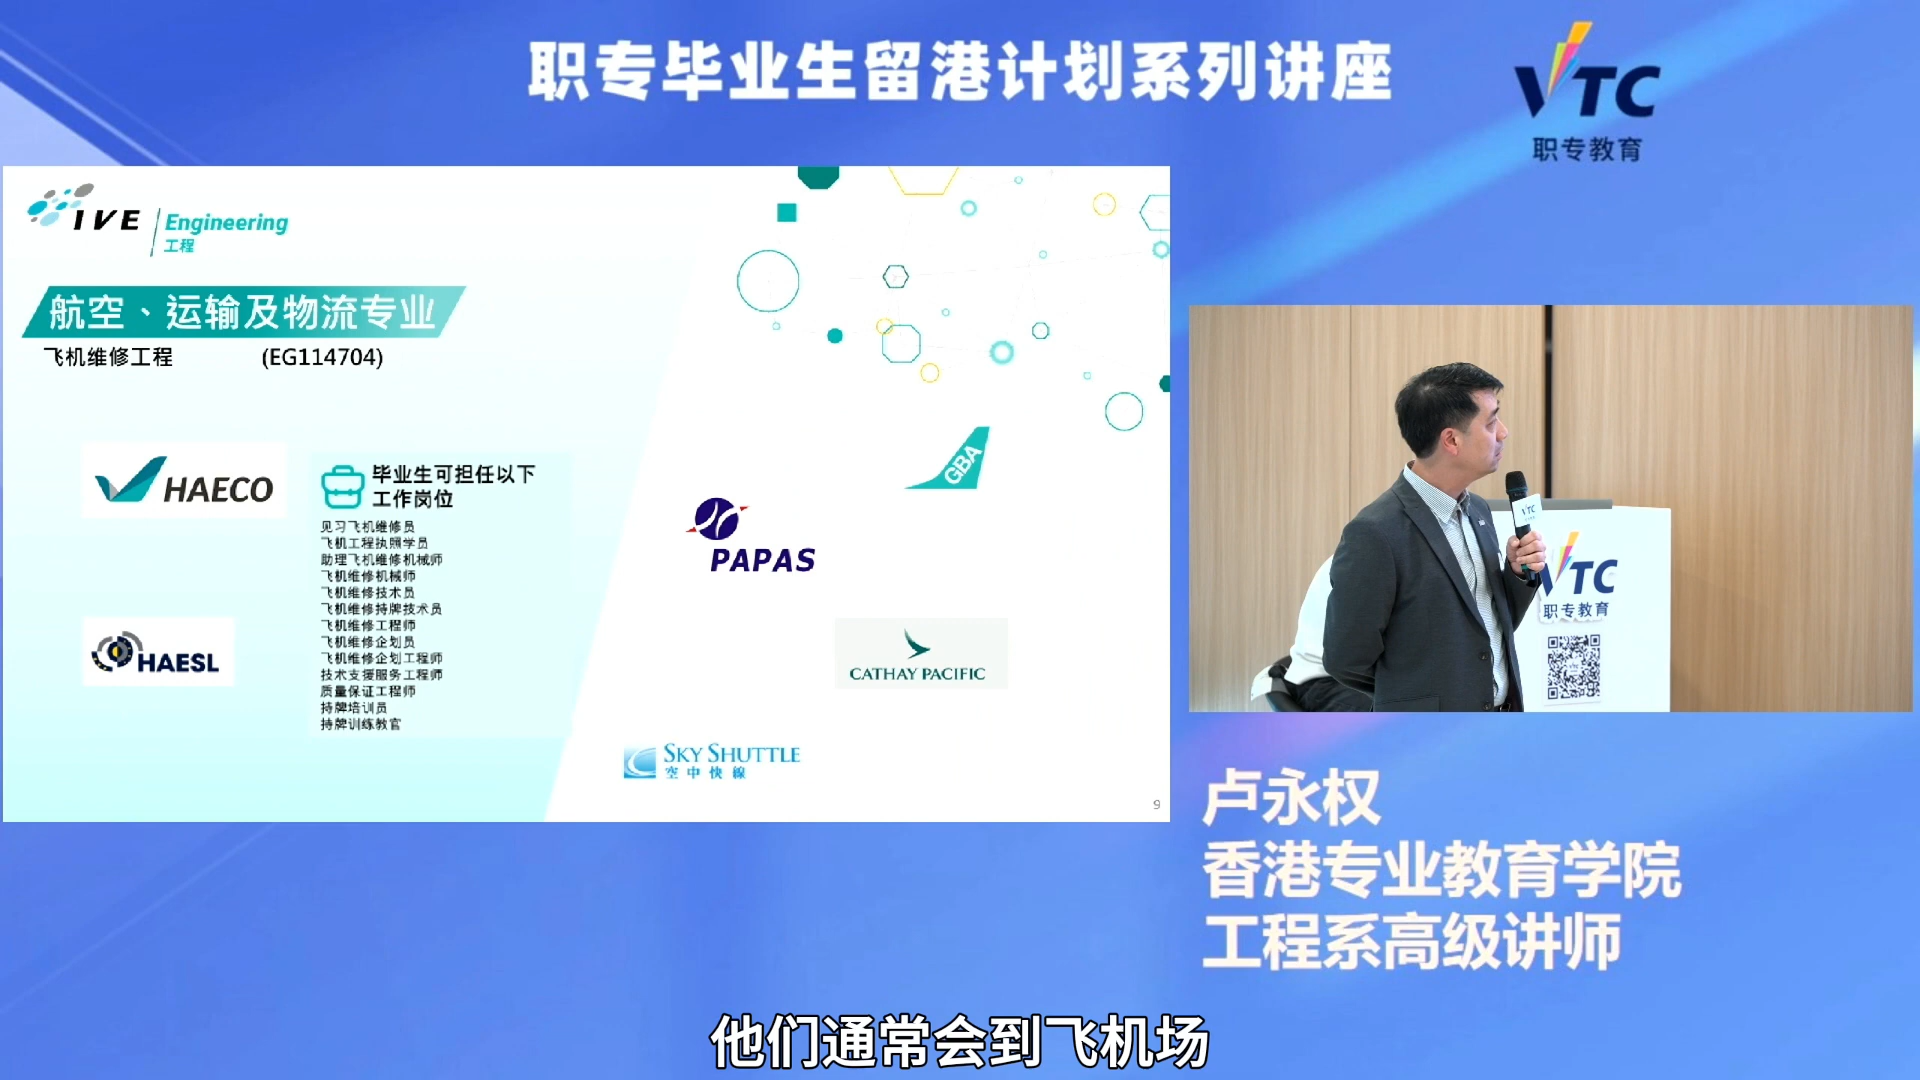 职专毕业生留港计划系列讲座
VTC
职专教育
IVE
Engineering
工程
航空、运输及物流专业
飞机维修工程 (EG114704)
HAECO
毕业生可担任以下
工作岗位
见习飞机维修员
飞机工程执照学员
助理飞机维修机械师
飞机维修机械师
飞机维修技术员
飞机维修持牌技术员
飞机维修工程师
飞机维修企划员
飞机维修企划工程师
技术支援服务工程师
质量保证工程师
持牌培训员
持牌训练教官
HAESL
GBA
PAPAS
CATHAY PACIFIC
SKY SHUTTLE
空中快線
9
VTC
VTC
职专教育
卢永权
香港专业教育学院
工程系高级讲师
他们通常会到飞机场